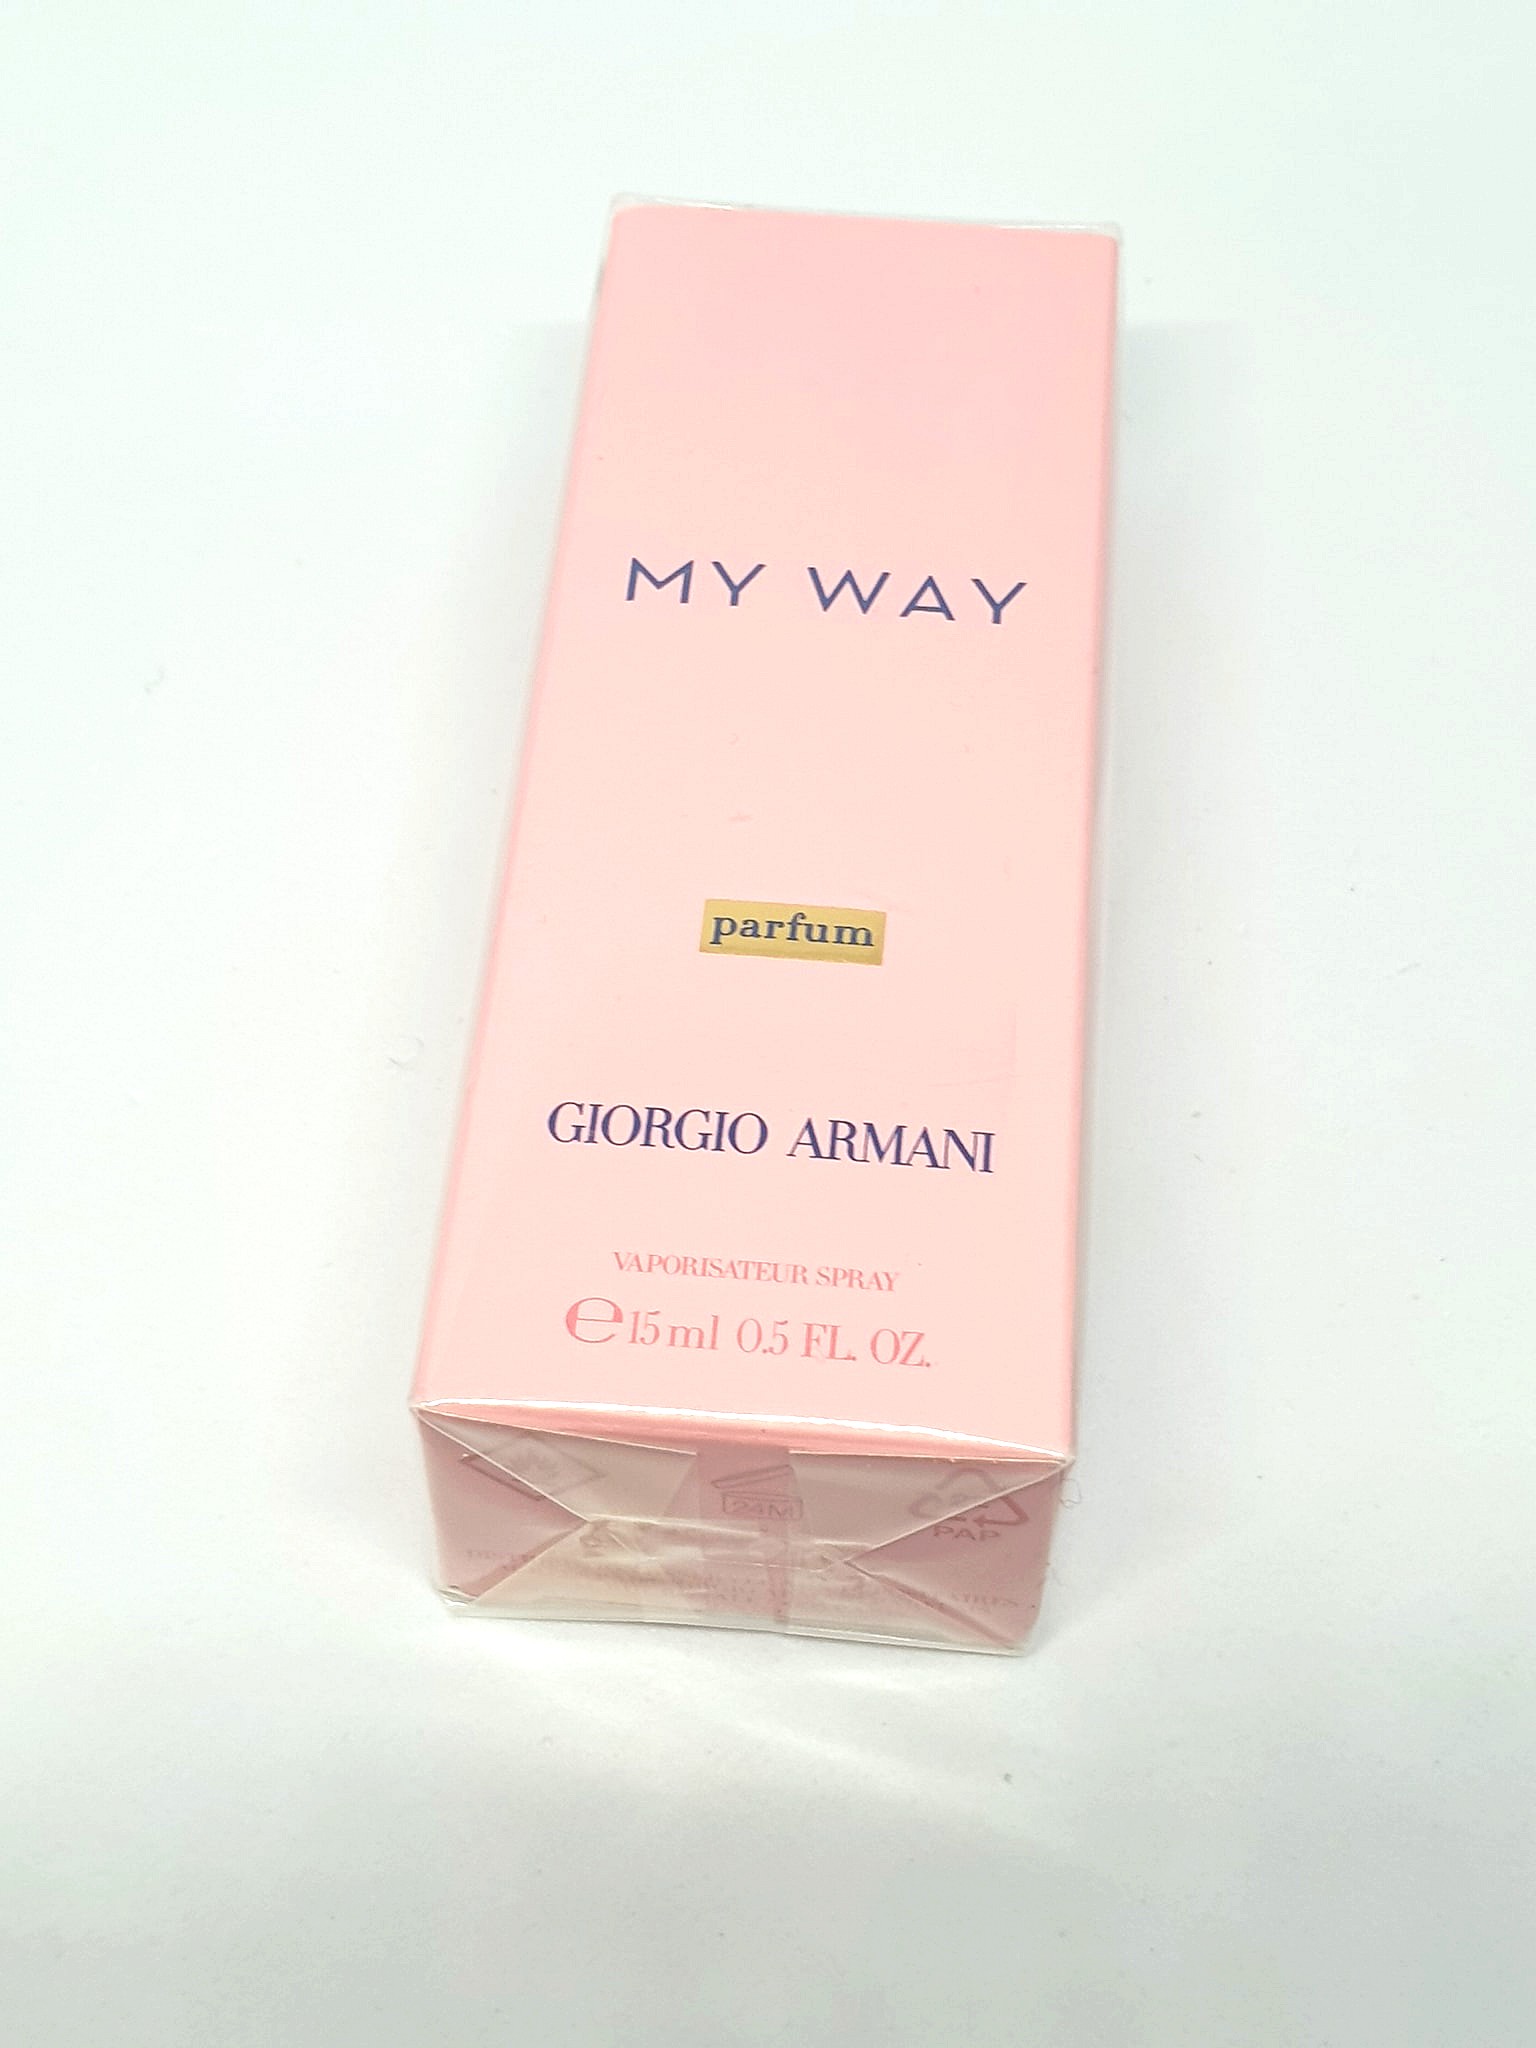 MY WAY
parfum
GIORGIO ARMANI
VAPORISATEUR SPRAY
℮ 15 ml 0.5 FL. OZ.
24M
PAP